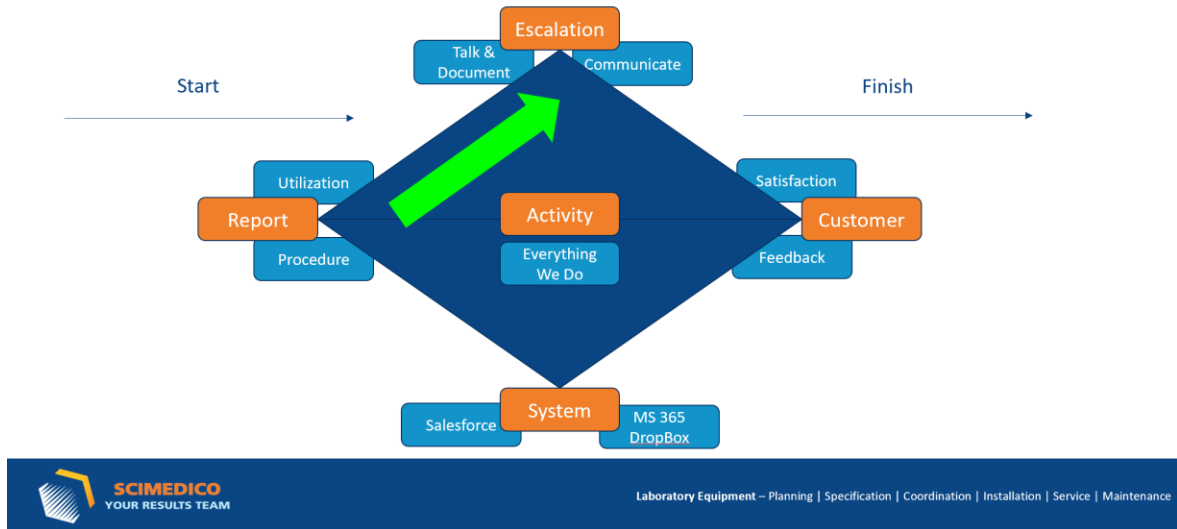 Escalation
Talk &
Document
Communicate
Start
Finish
Utilization
Satisfaction
Report
Activity
Customer
Procedure
Everything
We Do
Feedback
System
Salesforce
MS 365
DropBox
SCIMEDICO
YOUR RESULTS TEAM
Laboratory Equipment – Planning | Specification | Coordination | Installation | Service | Maintenance